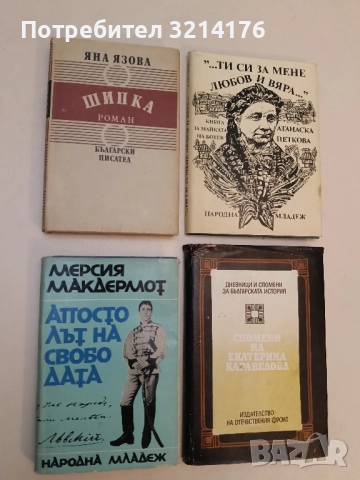 тел. 3214176
ЯНА ЯЗОВА
ШИПКА
РОМАН
БЪЛГАРСКИ
ПИСАТЕЛ
"...ТИ СИ ЗА МЕНЕ
ЛЮБОВ И ВЯРА..."
КНИГА
ЗА МАЙКАТА
НА БОТЕВ
АТАНАСКА
ПЕТКОВА
НАРОДНА МЛАДЕЖ
МЕРСИЯ
МАКДЕРМОТ
АПОСТО
ЛЪТ НА
СВОБО
ДАТА
НАРОДНА МЛАДЕЖ
ДНЕВНИЦИ И СПОМЕНИ
ЗА БЪЛГАРСКАТА ИСТОРИЯ
СПОМЕНИ
НА
ЕКАТЕРИНА
КАРАВЕЛОВА
ИЗДАТЕЛСТВО
НА ОТЕЧЕСТВЕНИЯ ФРОНТ
BAZAR